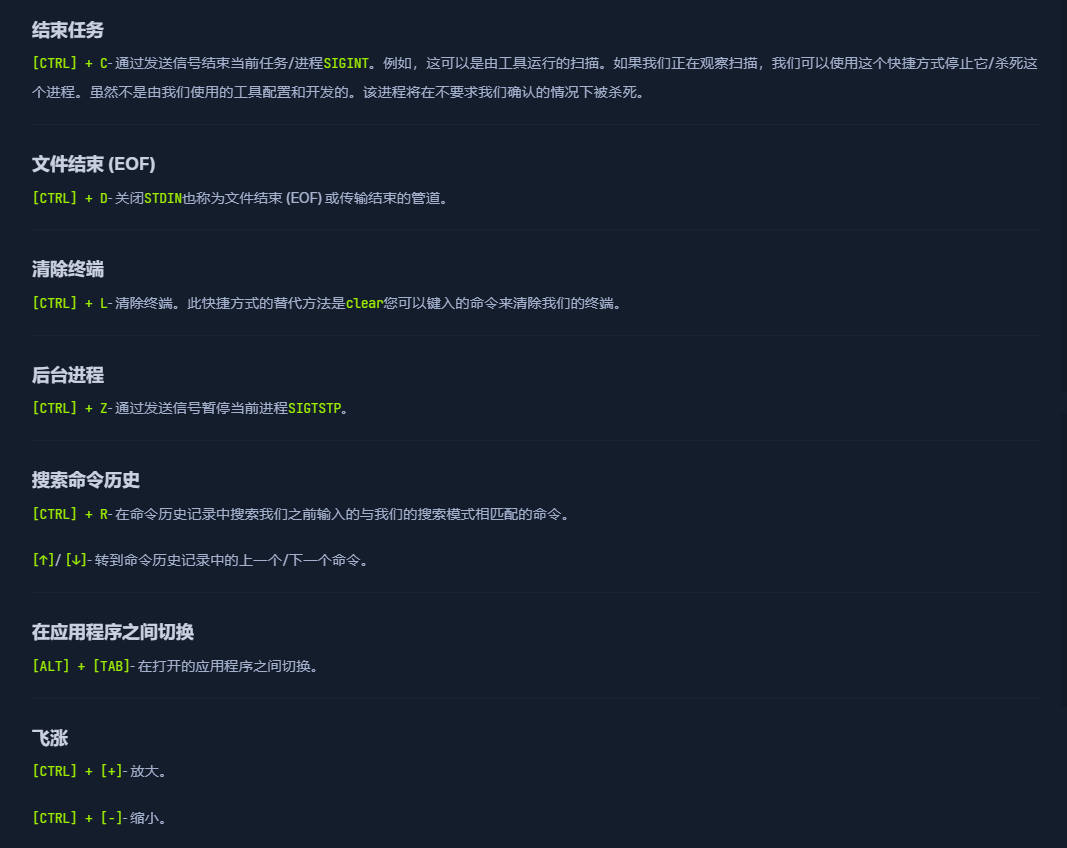 结束任务
[CTRL] + C- 通过发送信号结束当前任务/进程SIGINT。例如，这可以是由工具运行的扫描。如果我们正在观察扫描，我们可以使用这个快捷方式停止它/杀死这
个进程。虽然不是由我们使用的工具配置和开发的。该进程将在不要求我们确认的情况下被杀死。
文件结束 (EOF)
[CTRL] + D- 关闭STDIN也称为文件结束 (EOF) 或传输结束的管道。
清除终端
[CTRL] + L- 清除终端。此快捷方式的替代方法是clear您可以键入的命令来清除我们的终端。
后台进程
[CTRL] + Z- 通过发送信号暂停当前进程SIGTSTP。
搜索命令历史
[CTRL] + R- 在命令历史记录中搜索我们之前输入的与我们的搜索模式相匹配的命令。
[↑]/ [↓]- 转到命令历史记录中的上一个/下一个命令。
在应用程序之间切换
[ALT] + [TAB]- 在打开的应用程序之间切换。
飞涨
[CTRL] + [+]- 放大。
[CTRL] + [-]- 缩小。